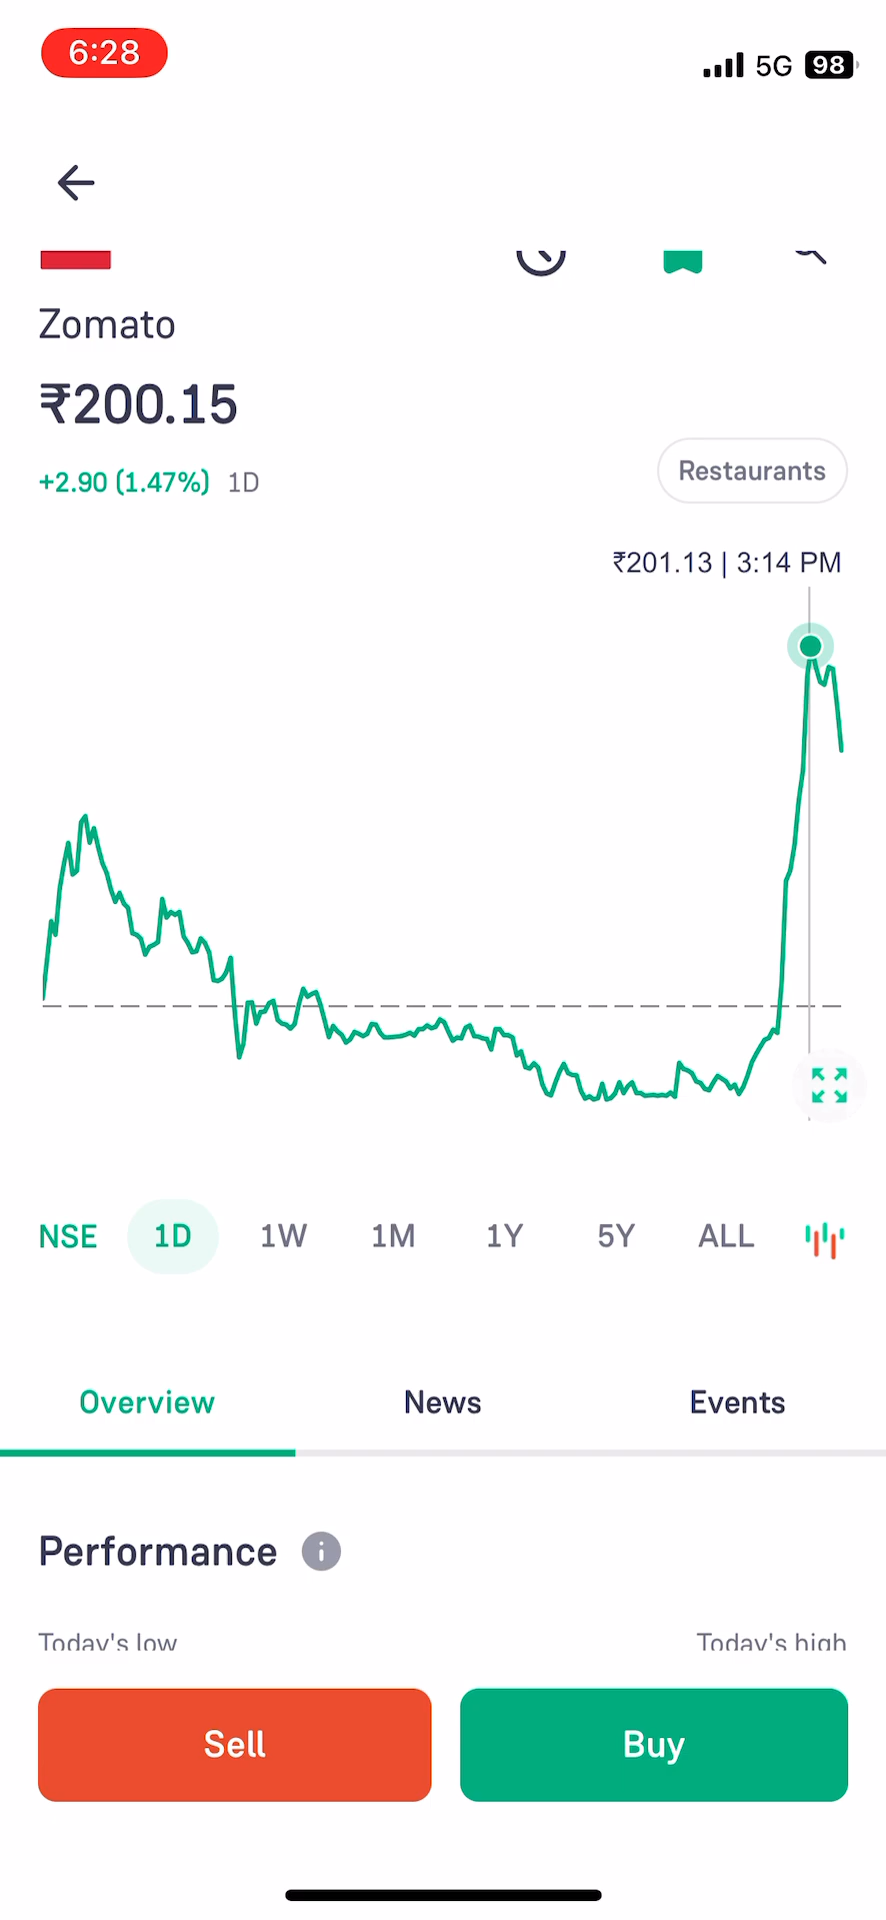 6:28
5G 98
Zomato
₹200.15
+2.90 (1.47%) 1D
Restaurants
₹201.13 | 3:14 PM
NSE 1D 1W 1M 1Y 5Y ALL
Overview News Events
Performance
Today's low Today's high
Sell Buy